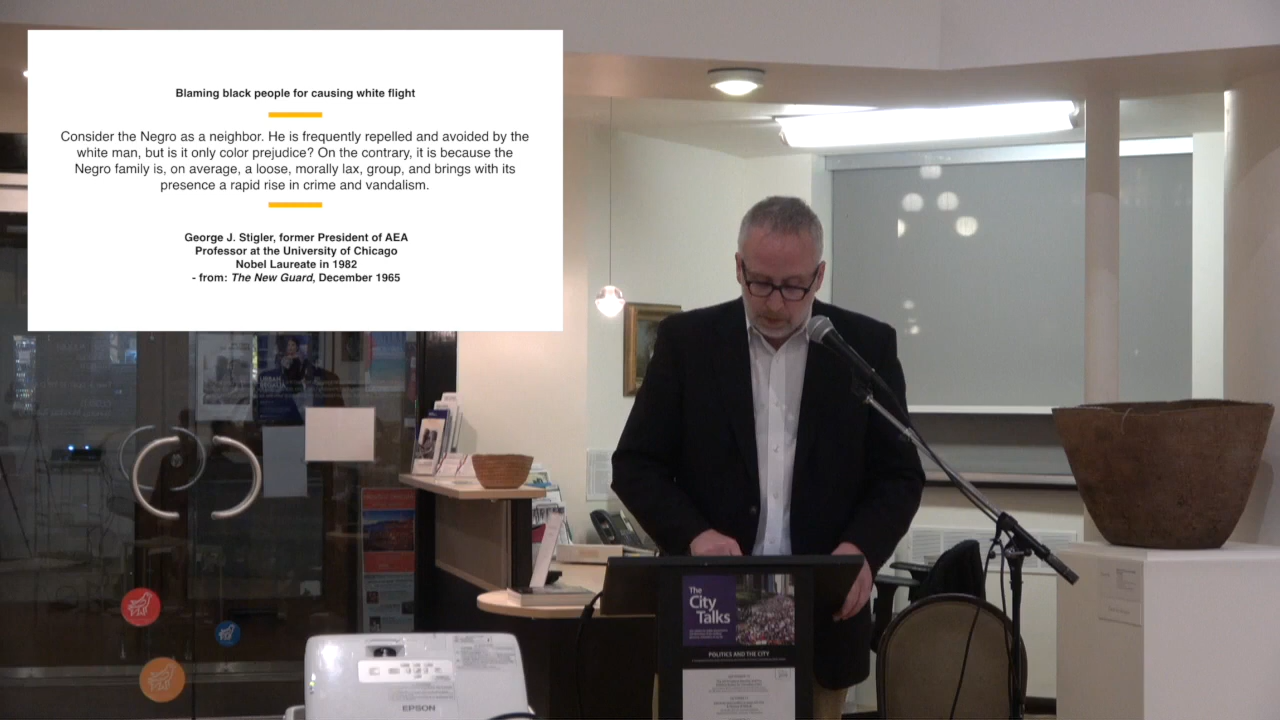 Blaming black people for causing white flight
Consider the Negro as a neighbor. He is frequently repelled and avoided by the
white man, but is it only color prejudice? On the contrary, it is because the
Negro family is, on average, a loose, morally lax, group, and brings with its
presence a rapid rise in crime and vandalism.
George J. Stigler, former President of AEA
Professor at the University of Chicago
Nobel Laureate in 1982
- from: The New Guard, December 1965
The
City
Talks
POLITICS AND THE CITY
EPSON